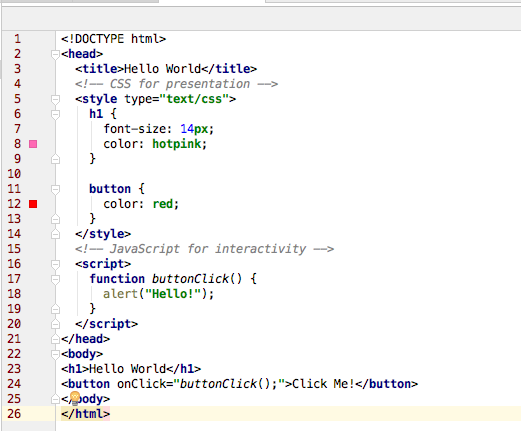 1 <!DOCTYPE html>
2 <head>
3   <title>Hello World</title>
4   <!-- CSS for presentation -->
5   <style type="text/css">
6     h1 {
7       font-size: 14px;
8       color: hotpink;
9     }
10
11     button {
12       color: red;
13     }
14   </style>
15   <!-- JavaScript for interactivity -->
16   <script>
17     function buttonClick() {
18       alert("Hello!");
19     }
20   </script>
21 </head>
22 <body>
23 <h1>Hello World</h1>
24 <button onClick="buttonClick();">Click Me!</button>
25 </body>
26 </html>